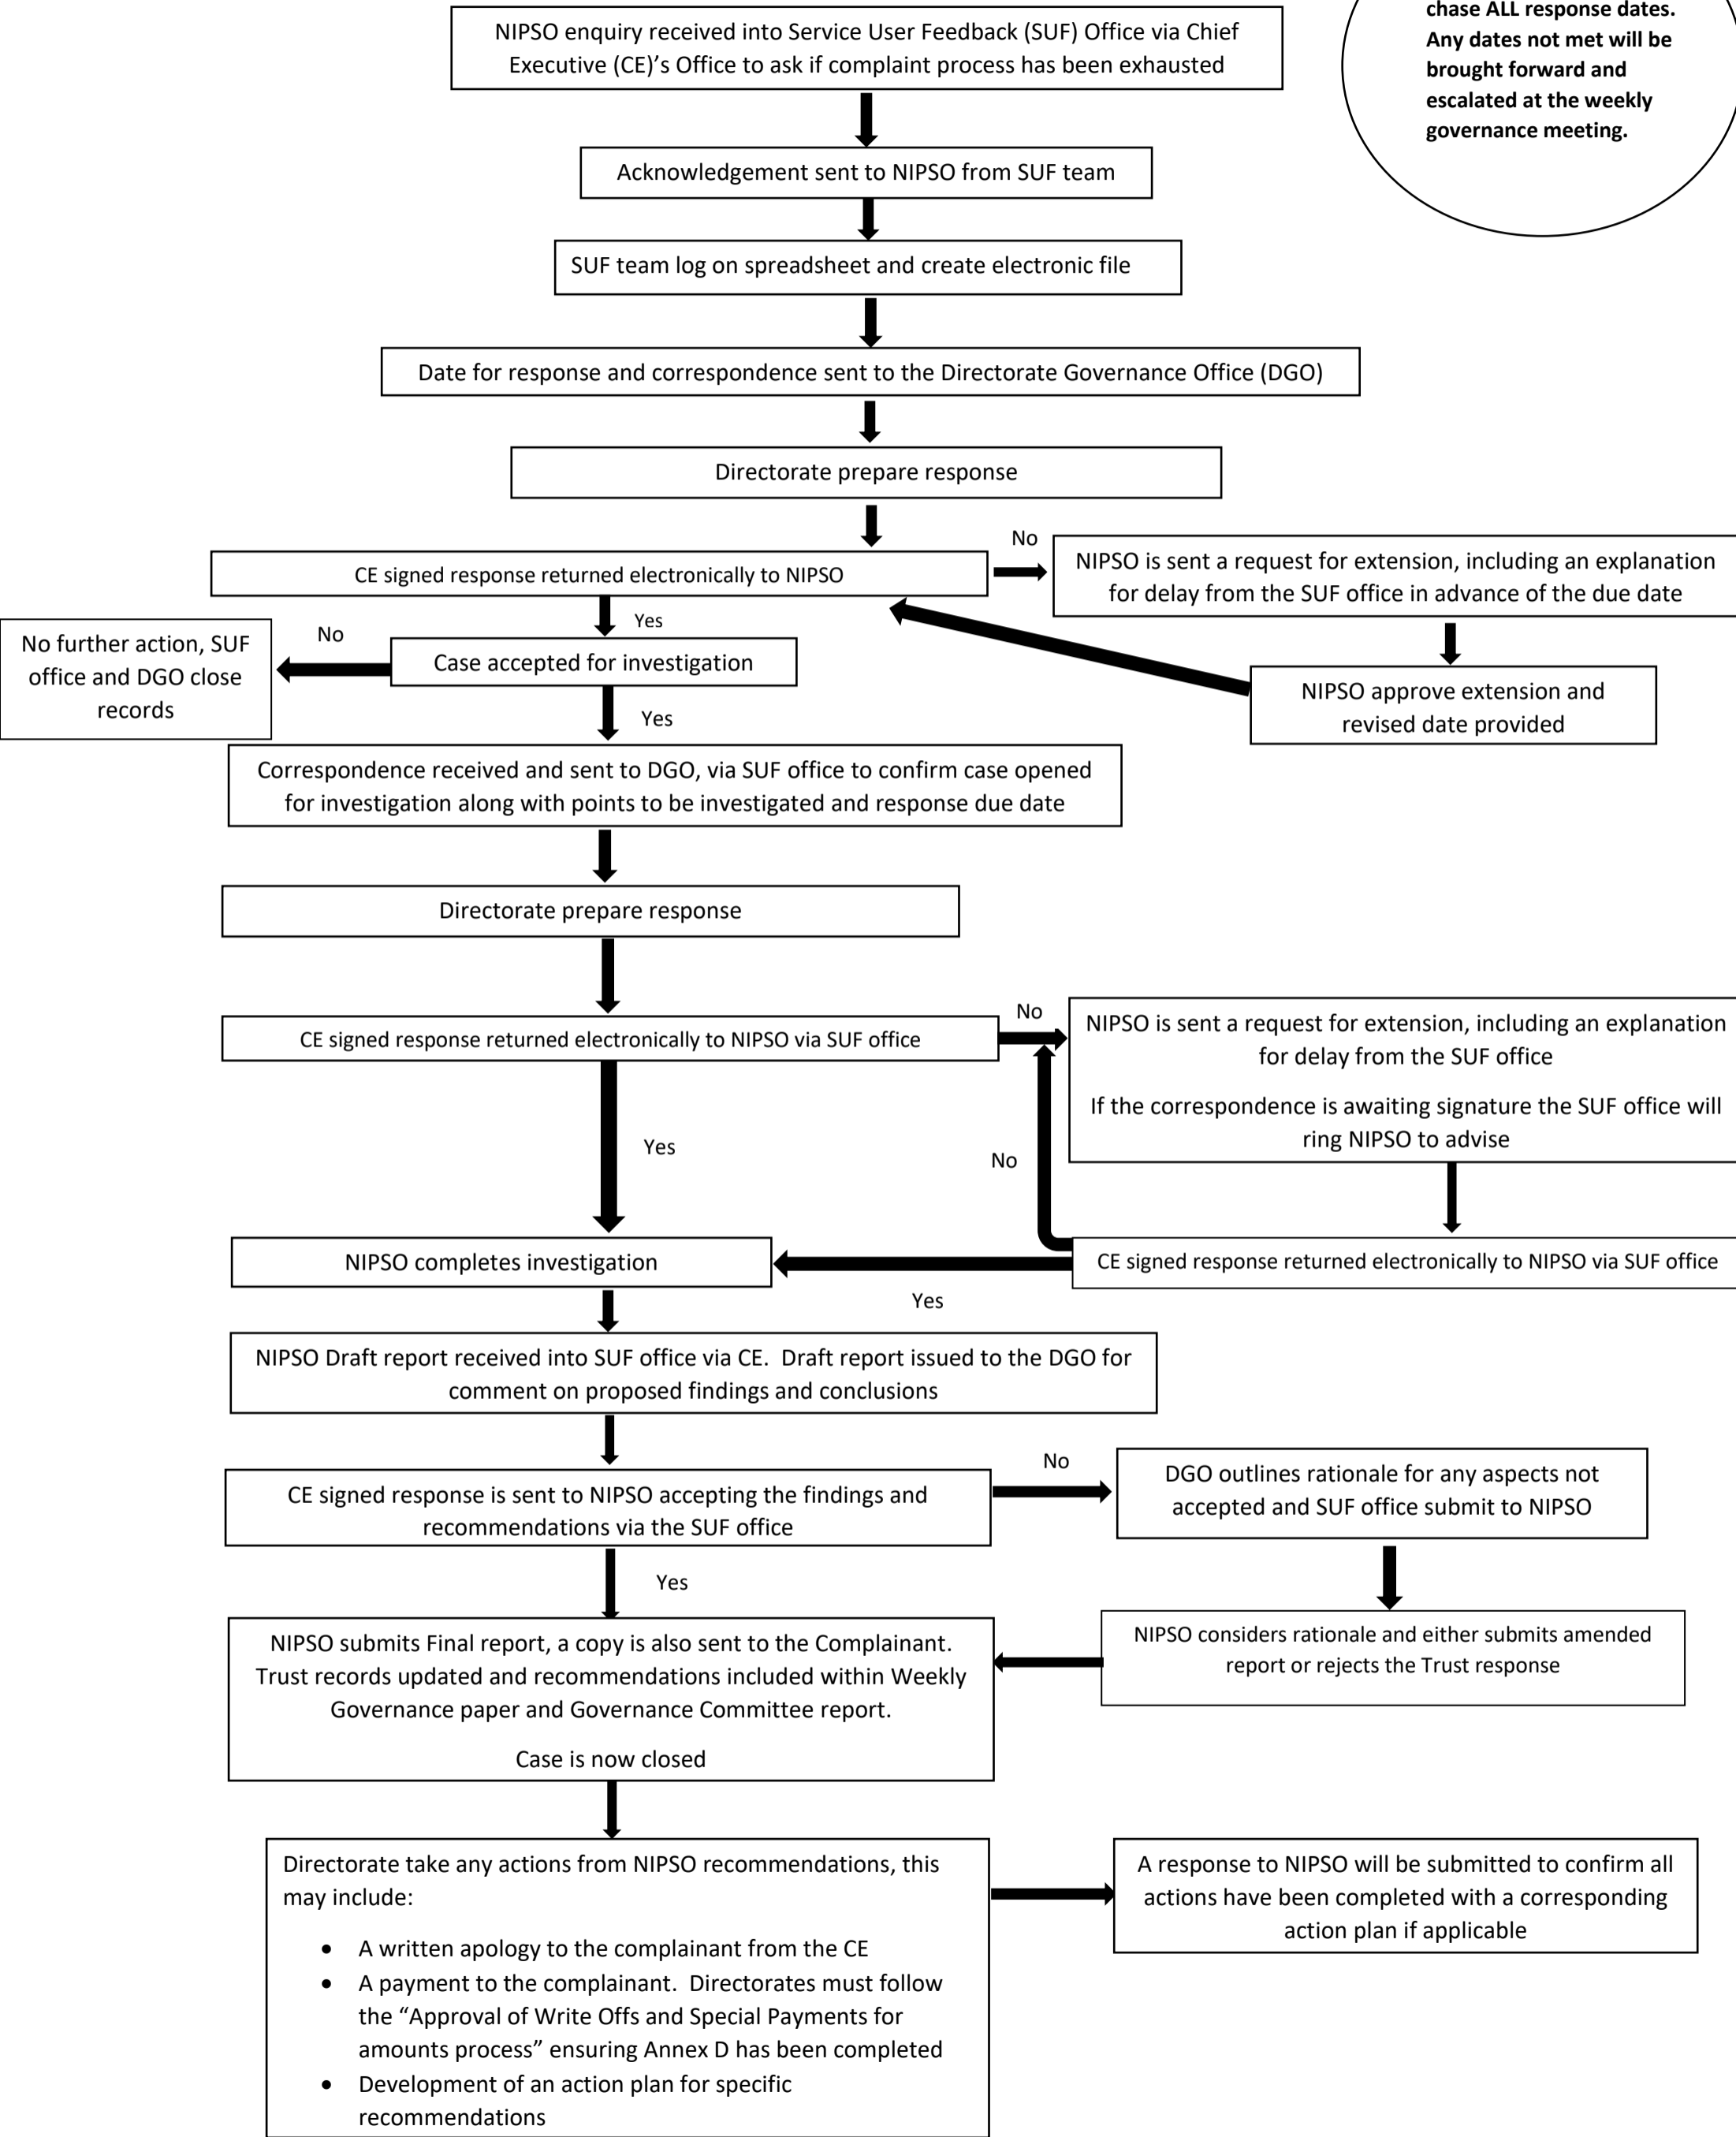 chase ALL response dates.
Any dates not met will be
brought forward and
escalated at the weekly
governance meeting.
NIPSO enquiry received into Service User Feedback (SUF) Office via Chief
Executive (CE)'s Office to ask if complaint process has been exhausted
Acknowledgement sent to NIPSO from SUF team
SUF team log on spreadsheet and create electronic file
Date for response and correspondence sent to the Directorate Governance Office (DGO)
Directorate prepare response
CE signed response returned electronically to NIPSO
No
NIPSO is sent a request for extension, including an explanation
for delay from the SUF office in advance of the due date
Yes
NIPSO approve extension and
revised date provided
Case accepted for investigation
No
No further action, SUF
office and DGO close
records
Yes
Correspondence received and sent to DGO, via SUF office to confirm case opened
for investigation along with points to be investigated and response due date
Directorate prepare response
CE signed response returned electronically to NIPSO via SUF office
No
NIPSO is sent a request for extension, including an explanation
for delay from the SUF office
If the correspondence is awaiting signature the SUF office will
ring NIPSO to advise
Yes
No
CE signed response returned electronically to NIPSO via SUF office
Yes
NIPSO completes investigation
NIPSO Draft report received into SUF office via CE.  Draft report issued to the DGO for
comment on proposed findings and conclusions
CE signed response is sent to NIPSO accepting the findings and
recommendations via the SUF office
No
DGO outlines rationale for any aspects not
accepted and SUF office submit to NIPSO
Yes
NIPSO considers rationale and either submits amended
report or rejects the Trust response
NIPSO submits Final report, a copy is also sent to the Complainant.
Trust records updated and recommendations included within Weekly
Governance paper and Governance Committee report.
Case is now closed
Directorate take any actions from NIPSO recommendations, this
may include:
• A written apology to the complainant from the CE
• A payment to the complainant.  Directorates must follow
the “Approval of Write Offs and Special Payments for
amounts process” ensuring Annex D has been completed
• Development of an action plan for specific
recommendations
A response to NIPSO will be submitted to confirm all
actions have been completed with a corresponding
action plan if applicable